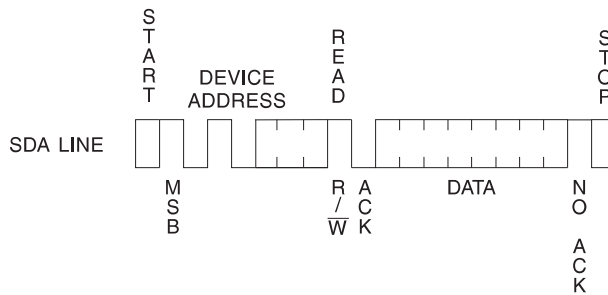 START
DEVICE
ADDRESS
READ
STOP
SDA LINE
MSB
R/W
ACK
DATA
NO ACK